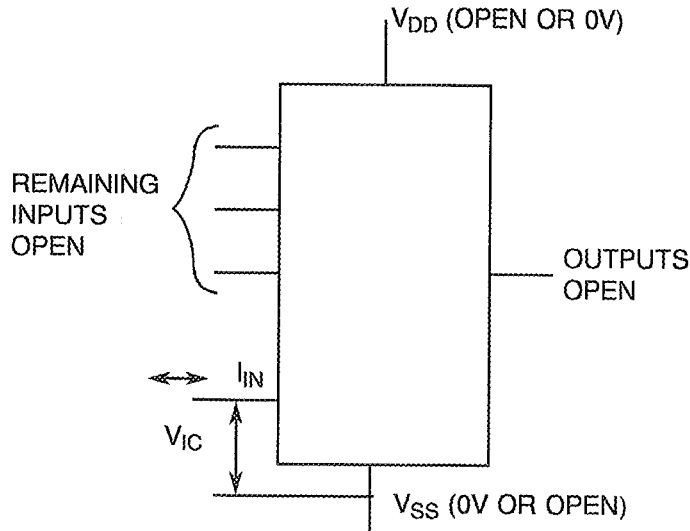 VDD (OPEN OR 0V)
REMAINING
INPUTS
OPEN
OUTPUTS
OPEN
IIN
VIC
VSS (0V OR OPEN)